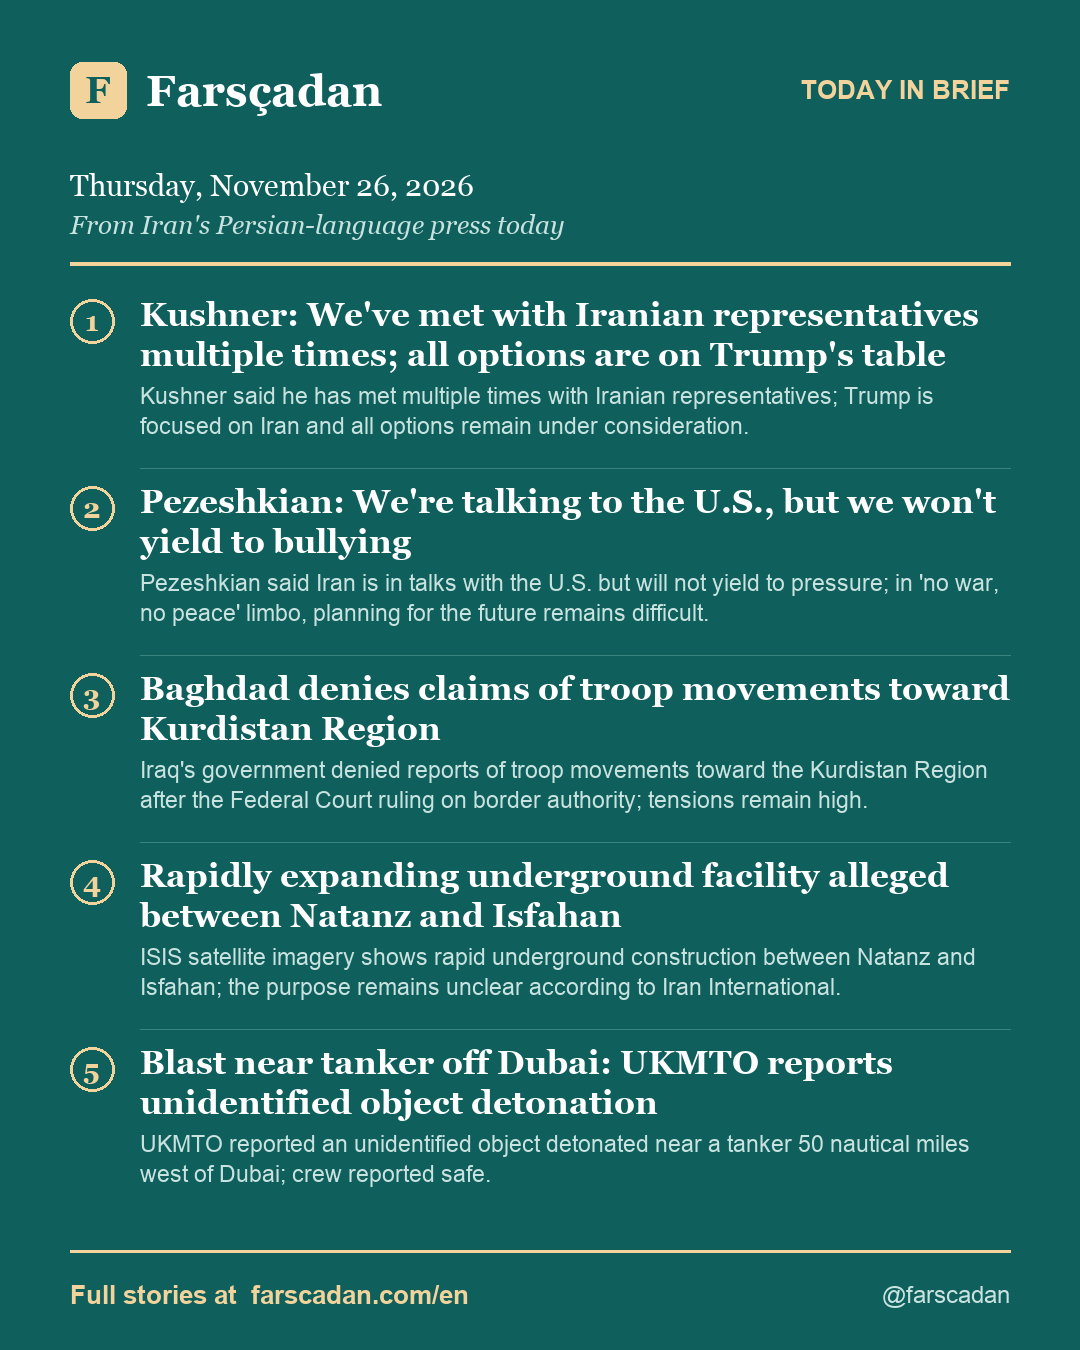 F Farsçadan
TODAY IN BRIEF
Thursday, November 26, 2026
From Iran's Persian-language press today
1
Kushner: We've met with Iranian representatives
multiple times; all options are on Trump's table
Kushner said he has met multiple times with Iranian representatives; Trump is
focused on Iran and all options remain under consideration.
2
Pezeshkian: We're talking to the U.S., but we won't
yield to bullying
Pezeshkian said Iran is in talks with the U.S. but will not yield to pressure; in 'no war,
no peace' limbo, planning for the future remains difficult.
3
Baghdad denies claims of troop movements toward
Kurdistan Region
Iraq's government denied reports of troop movements toward the Kurdistan Region
after the Federal Court ruling on border authority; tensions remain high.
4
Rapidly expanding underground facility alleged
between Natanz and Isfahan
ISIS satellite imagery shows rapid underground construction between Natanz and
Isfahan; the purpose remains unclear according to Iran International.
5
Blast near tanker off Dubai: UKMTO reports
unidentified object detonation
UKMTO reported an unidentified object detonated near a tanker 50 nautical miles
west of Dubai; crew reported safe.
Full stories at farscadan.com/en
@farscadan